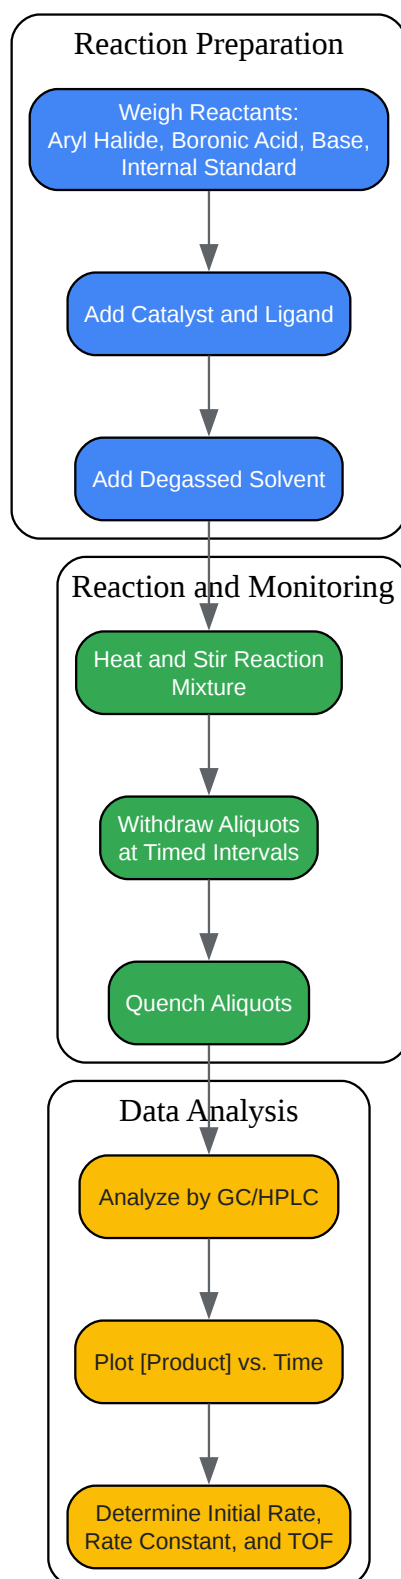 Reaction Preparation
Weigh Reactants:
Aryl Halide, Boronic Acid, Base,
Internal Standard
Add Catalyst and Ligand
Add Degassed Solvent
Reaction and Monitoring
Heat and Stir Reaction
Mixture
Withdraw Aliquots
at Timed Intervals
Quench Aliquots
Data Analysis
Analyze by GC/HPLC
Plot [Product] vs. Time
Determine Initial Rate,
Rate Constant, and TOF